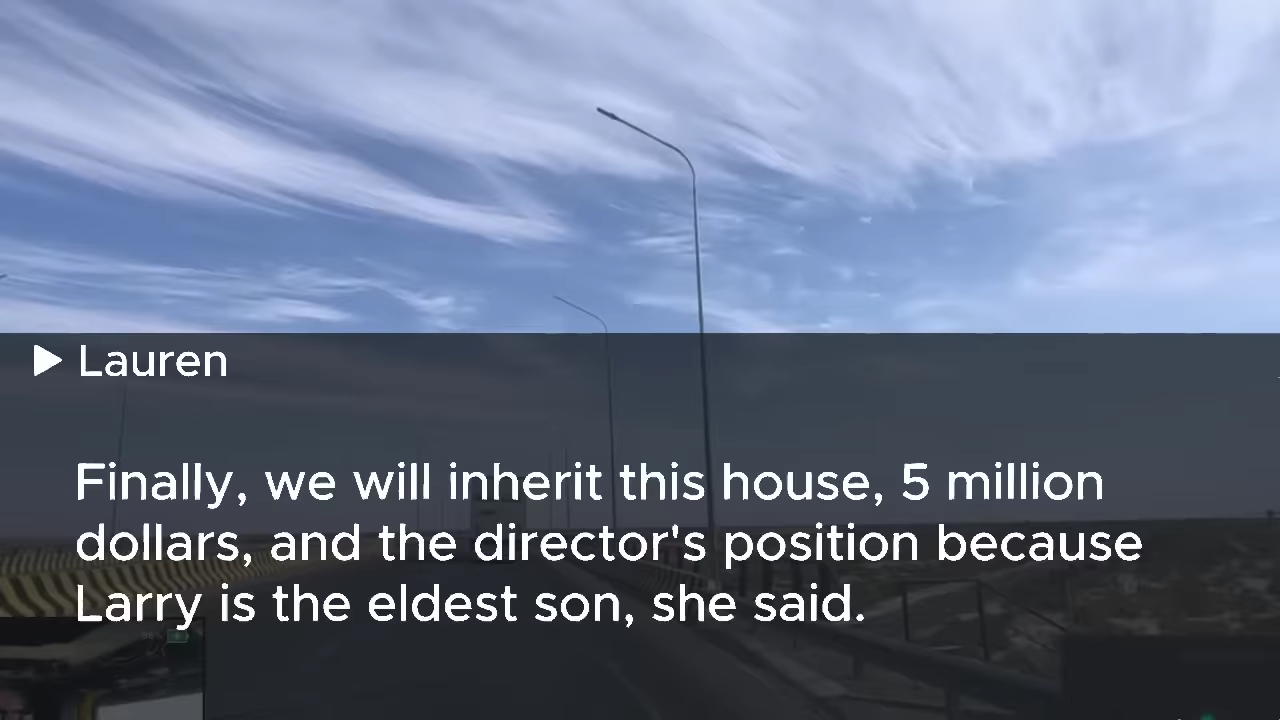 ▶ Lauren
Finally, we will inherit this house, 5 million
dollars, and the director's position because
Larry is the eldest son, she said.